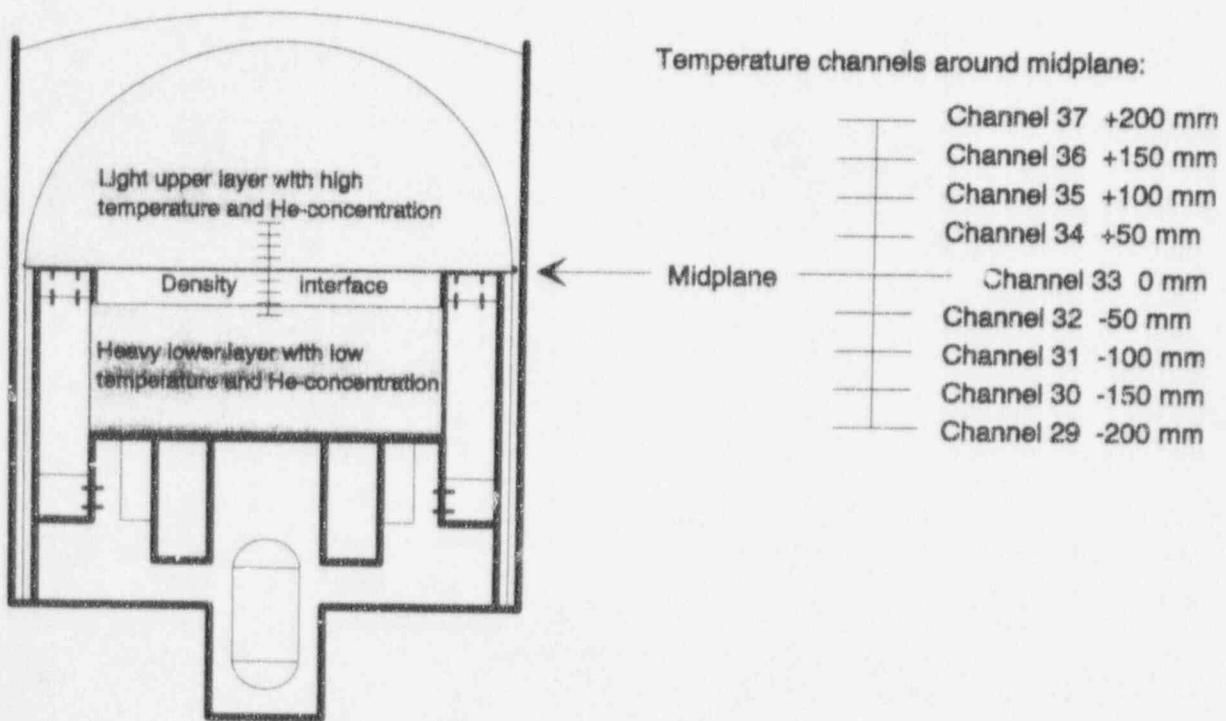 Temperature channels around midplane:
Channel 37 +200 mm
Channel 36 +150 mm
Channel 35 +100 mm
Channel 34 +50 mm
Channel 33 0 mm
Channel 32 -50 mm
Channel 31 -100 mm
Channel 30 -150 mm
Channel 29 -200 mm
Midplane
Light upper layer with high
temperature and He-concentration
Density interface
Heavy lower layer with low
temperature and He-concentration